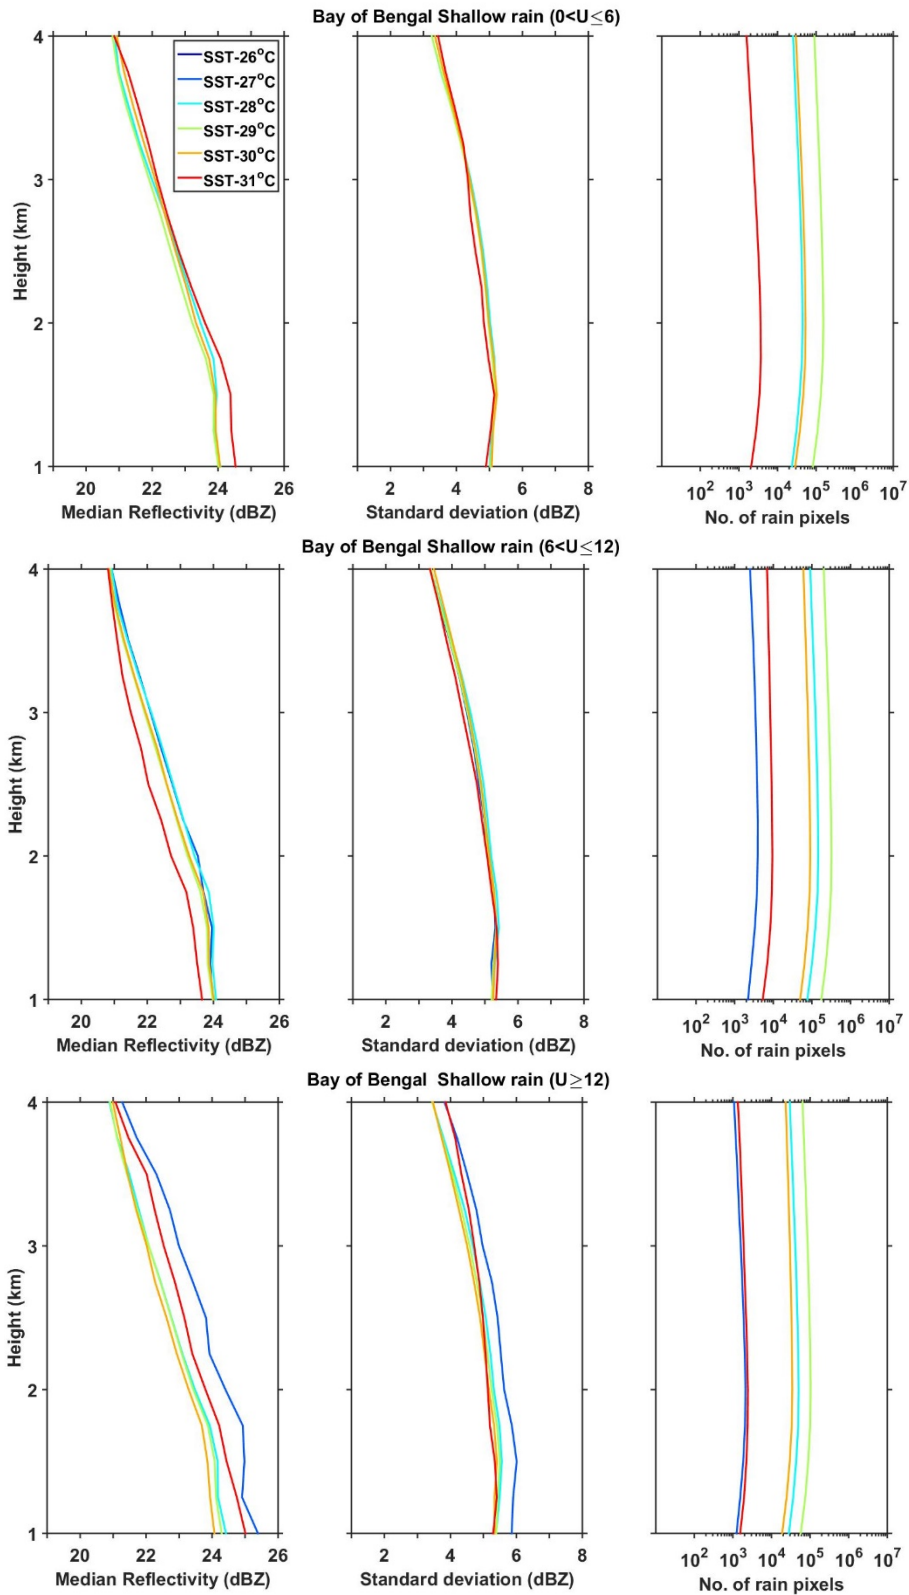 Bay of Bengal Shallow rain (0<U≤6)
4
3
2
1
Height (km)
SST-26°C
SST-27°C
SST-28°C
SST-29°C
SST-30°C
SST-31°C
20 22 24 26
Median Reflectivity (dBZ)
2 4 6 8
Standard deviation (dBZ)
10² 10³ 10⁴ 10⁵ 10⁶ 10⁷
No. of rain pixels
Bay of Bengal Shallow rain (6<U≤12)
4
3
2
1
Height (km)
20 22 24 26
Median Reflectivity (dBZ)
2 4 6 8
Standard deviation (dBZ)
10² 10³ 10⁴ 10⁵ 10⁶ 10⁷
No. of rain pixels
Bay of Bengal  Shallow rain (U≥12)
4
3
2
1
Height (km)
20 22 24 26
Median Reflectivity (dBZ)
2 4 6 8
Standard deviation (dBZ)
10² 10³ 10⁴ 10⁵ 10⁶ 10⁷
No. of rain pixels